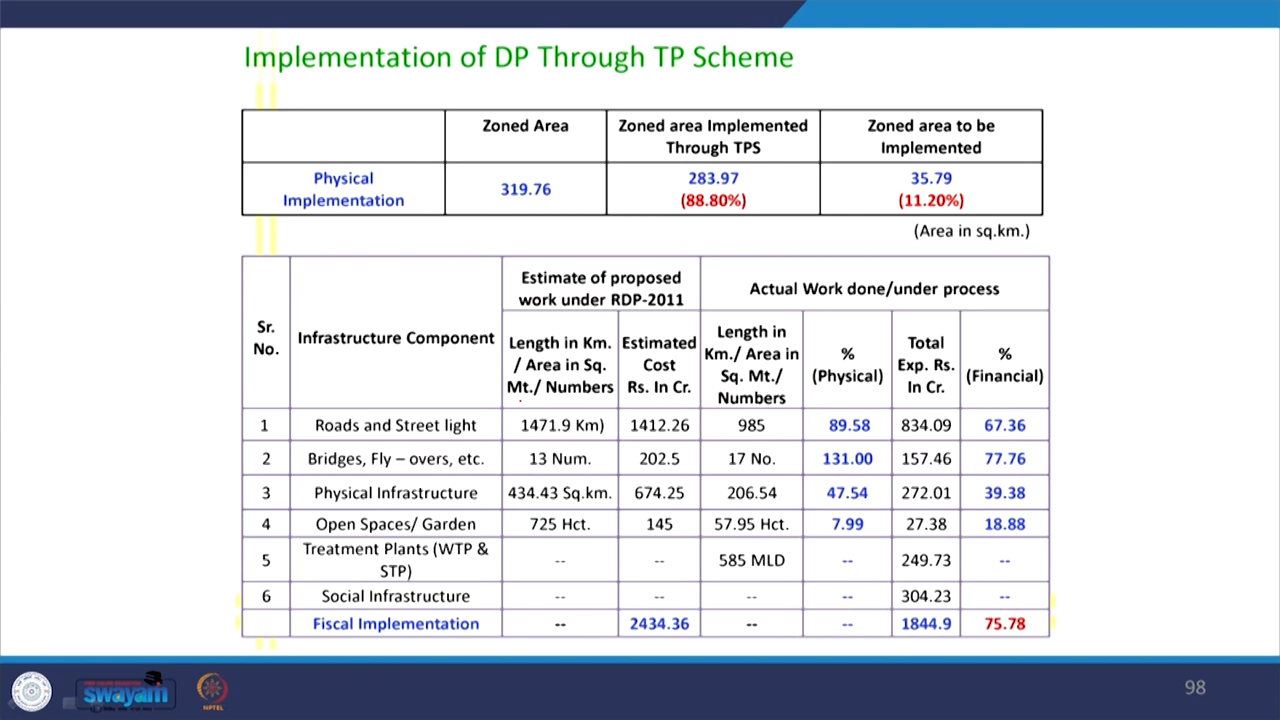 Implementation of DP Through TP Scheme
Zoned Area
Zoned area Implemented
Through TPS
Zoned area to be
Implemented
Physical
Implementation
319.76
283.97
(88.80%)
35.79
(11.20%)
(Area in sq.km.)
Sr.
No.
Infrastructure Component
Estimate of proposed
work under RDP-2011
Actual Work done/under process
Length in Km.
/ Area in Sq.
Mt./ Numbers
Estimated
Cost
Rs. In Cr.
Length in
Km./ Area in
Sq. Mt./
Numbers
%
(Physical)
Total
Exp. Rs.
In Cr.
%
(Financial)
1 Roads and Street light 1471.9 Km) 1412.26 985 89.58 834.09 67.36
2 Bridges, Fly – overs, etc. 13 Num. 202.5 17 No. 131.00 157.46 77.76
3 Physical Infrastructure 434.43 Sq.km. 674.25 206.54 47.54 272.01 39.38
4 Open Spaces/ Garden 725 Hct. 145 57.95 Hct. 7.99 27.38 18.88
5 Treatment Plants (WTP &
STP) -- -- 585 MLD -- 249.73 --
6 Social Infrastructure -- -- -- -- 304.23 --
Fiscal Implementation -- 2434.36 -- -- 1844.9 75.78
swayam
NPTEL
98